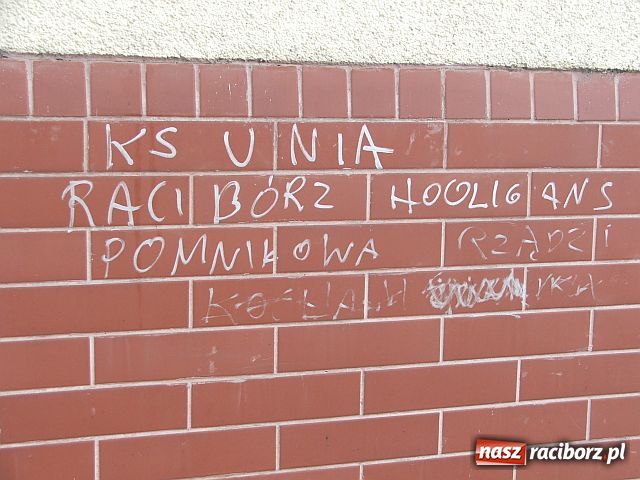 KS UNIA
RACIBÓRZ HOOLIGANS
POMNIKOWA RZĄDZI
nasz raciborz.pl